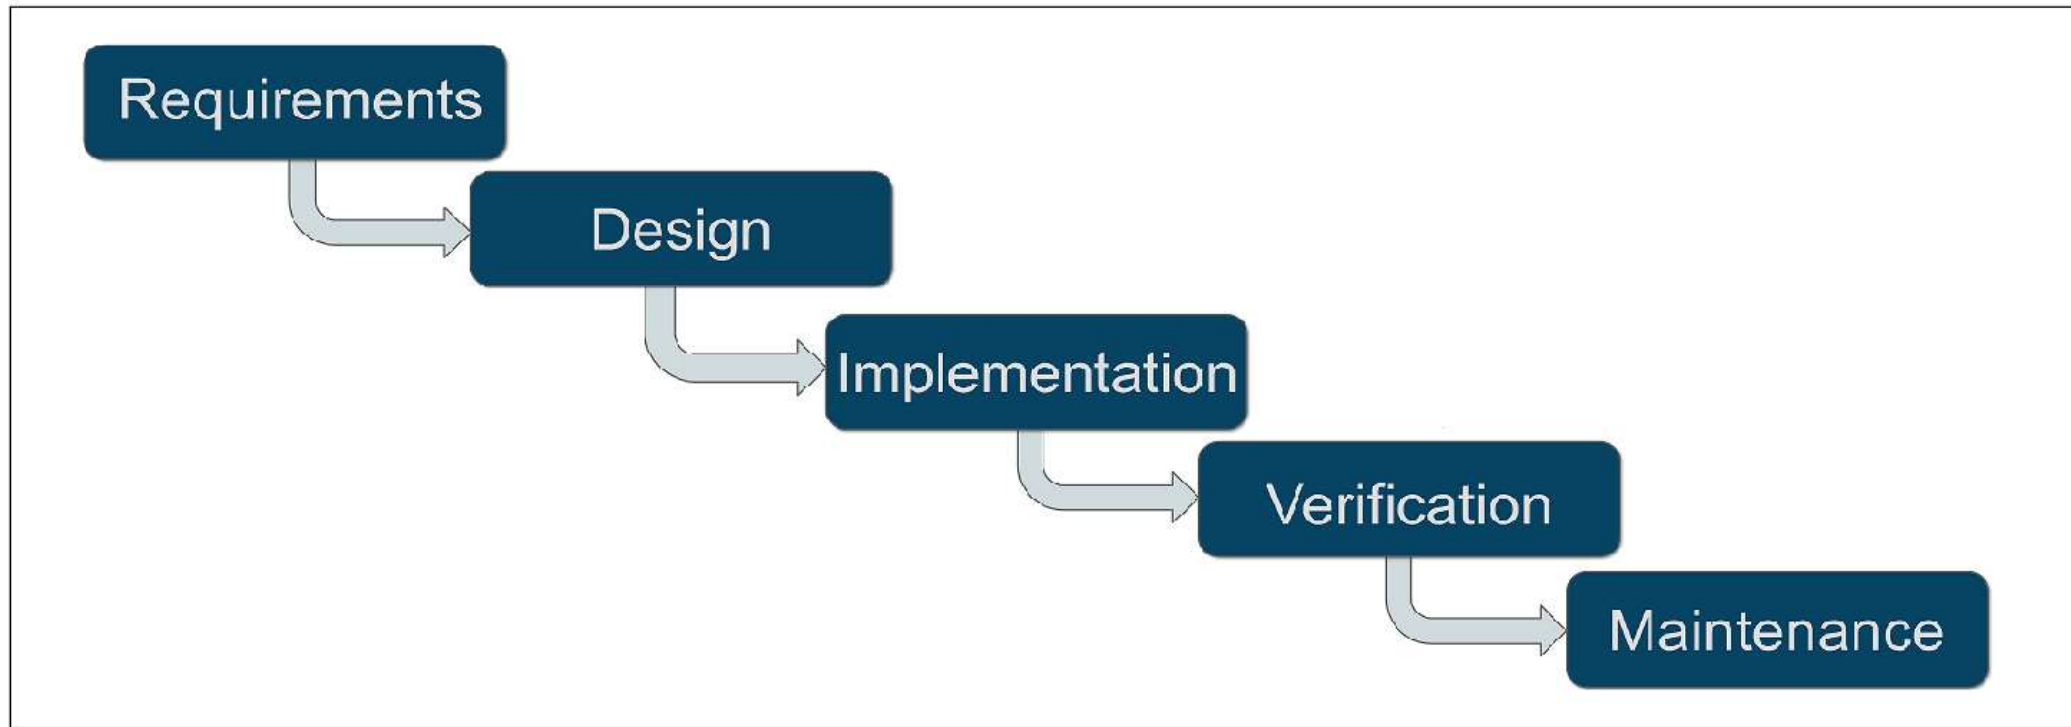 Requirements
Design
Implementation
Verification
Maintenance